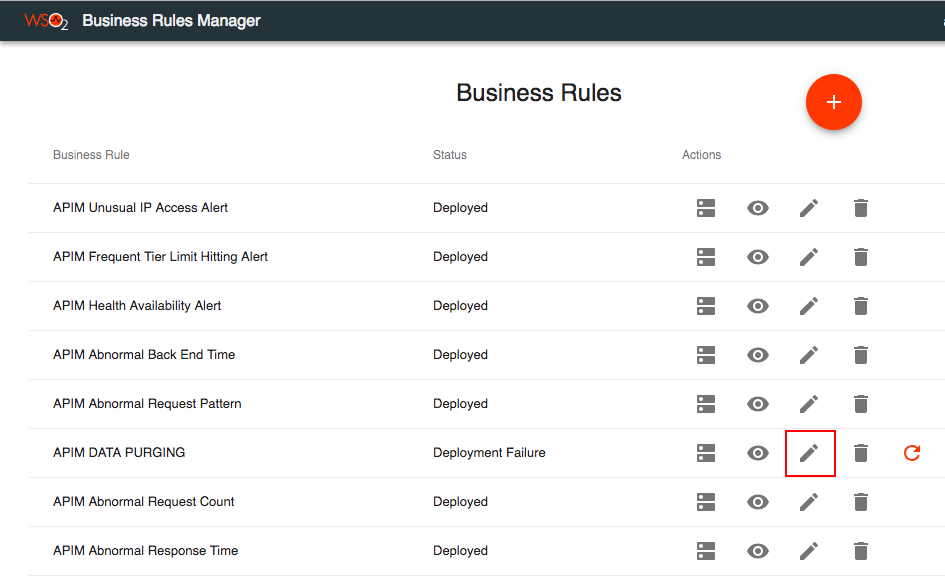 WSO2 Business Rules Manager
Business Rules
+
Business Rule Status Actions
APIM Unusual IP Access Alert Deployed
APIM Frequent Tier Limit Hitting Alert Deployed
APIM Health Availability Alert Deployed
APIM Abnormal Back End Time Deployed
APIM Abnormal Request Pattern Deployed
APIM DATA PURGING Deployment Failure
APIM Abnormal Request Count Deployed
APIM Abnormal Response Time Deployed